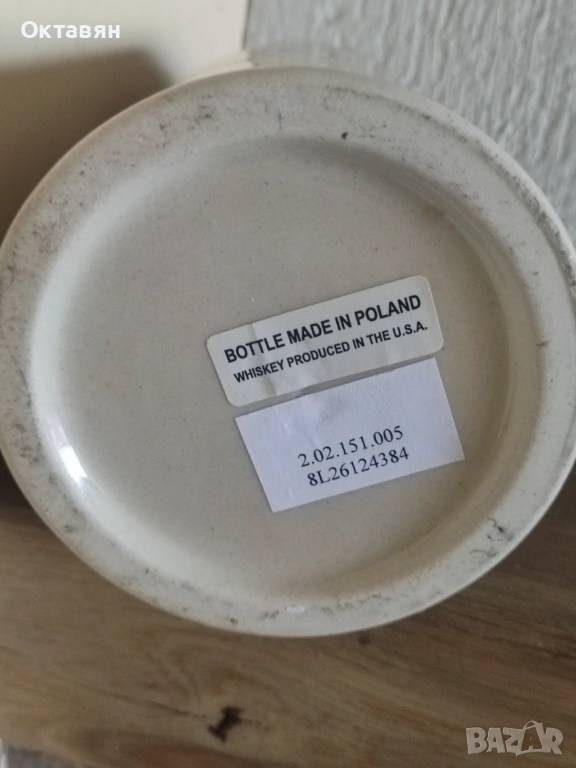 Октавян
BOTTLE MADE IN POLAND
WHISKEY PRODUCED IN THE U.S.A.
2.02.151.005
8L26124384
BAZAR